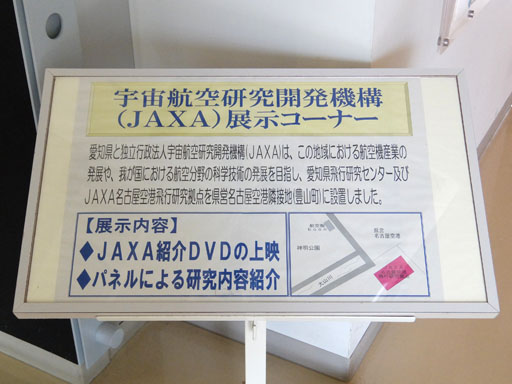 宇宙航空研究開発機構
(JAXA)展示コーナー
愛知県と独立行政法人宇宙航空研究開発機構(JAXA)は、この地域における航空機産業の
発展や、我が国における航空分野の科学技術の発展を目指し、愛知県飛行研究センター及び
JAXA名古屋空港飛行研究拠点を県営名古屋空港隣接地(豊山町)に設置しました。
【展示内容】
◆JAXA紹介DVDの上映
◆パネルによる研究内容紹介
神明公園
県営
名古屋空港
大山川